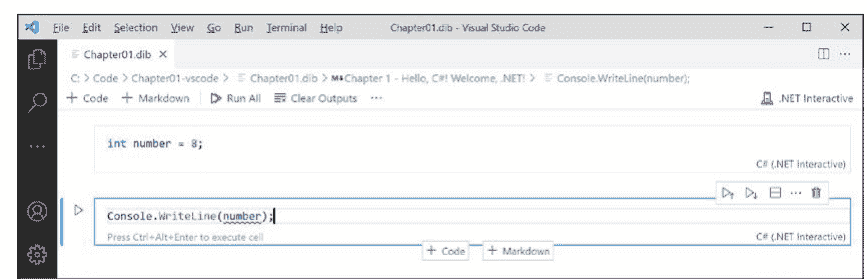 File Edit Selection View Go Run Terminal Help Chapter01.dib - Visual Studio Code
Chapter01.dib
C: > Code > Chapter01-vscode > Chapter01.dib > M↓Chapter 1 - Hello, C#! Welcome, .NET! > Console.WriteLine(number);
+ Code + Markdown Run All Clear Outputs ... .NET Interactive
int number = 8;
C# (.NET Interactive)
Console.WriteLine(number);
Press Ctrl+Alt+Enter to execute cell C# (.NET Interactive)
+ Code + Markdown